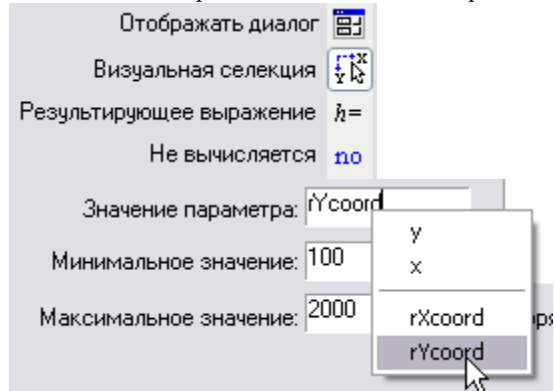 Отображать диалог
Визуальная селекция
Результирующее выражение h=
Не вычисляется no
Значение параметра: rYcoord
Минимальное значение: 100
Максимальное значение: 2000
y
x
rXcoord
rYcoord